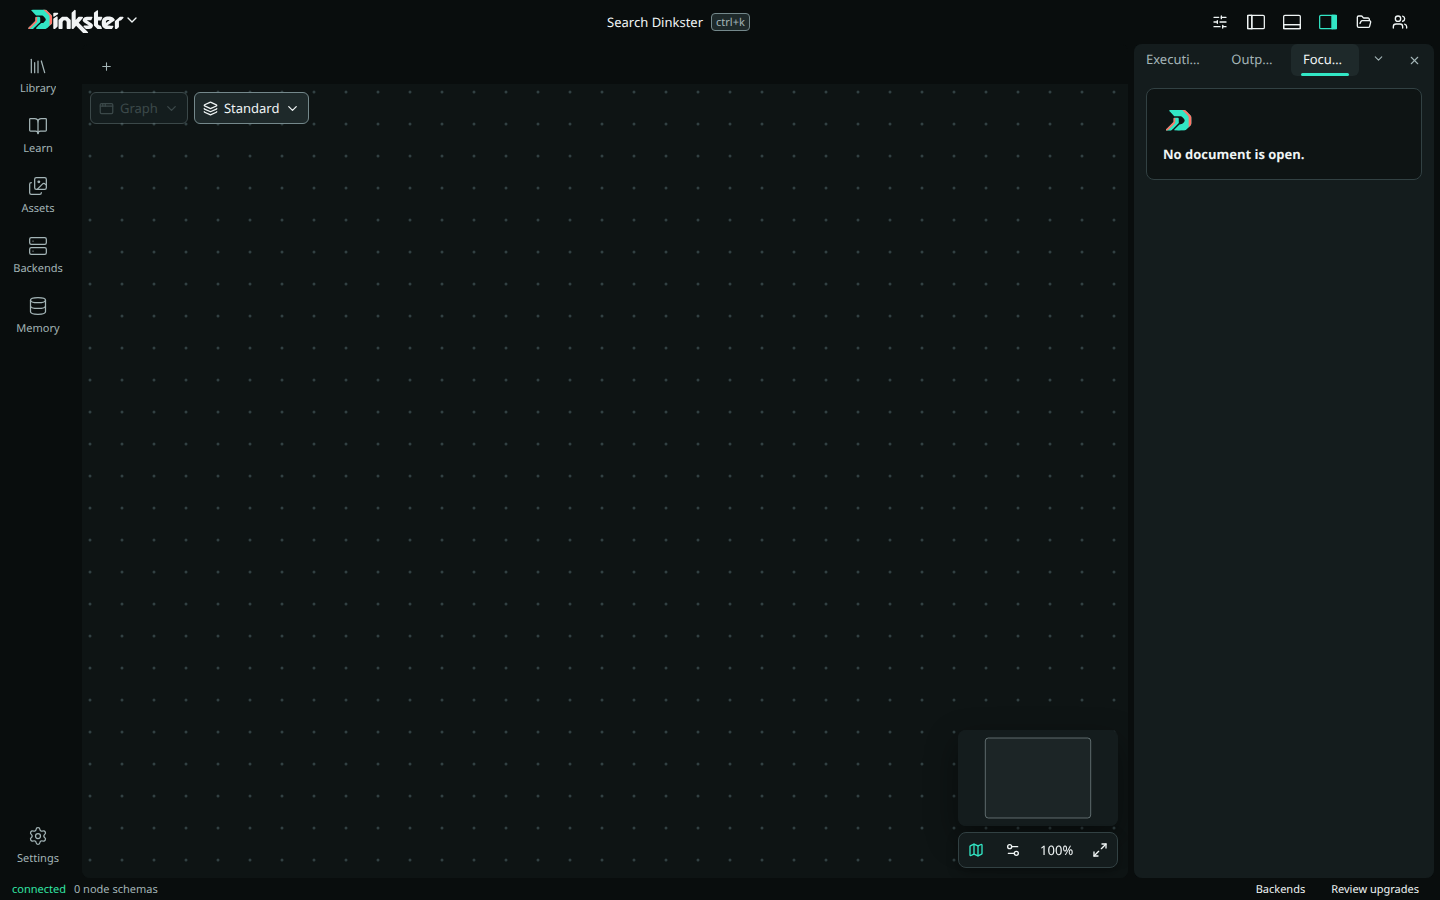 Dinkster
Search Dinkster ctrl+k
Library
Learn
Assets
Backends
Memory
Settings
Graph
Standard
Executi...
Outp...
Focu...
No document is open.
100%
connected 0 node schemas
Backends
Review upgrades